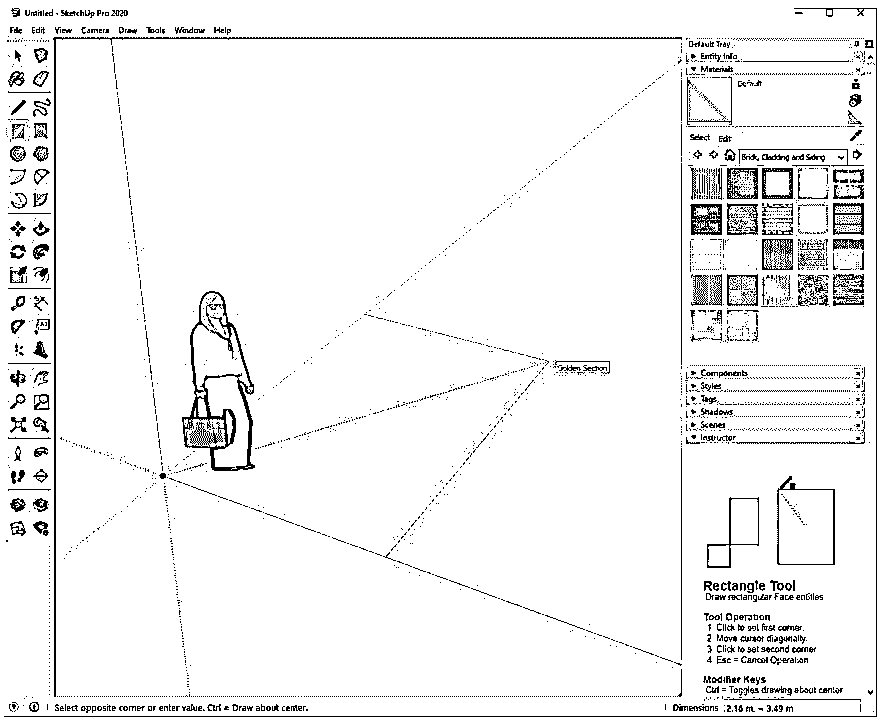 Untitled - SketchUp Pro 2020
File Edit View Camera Draw Tools Window Help
Default Tray
Entity Info
Materials
Default
Select Edit
Brick, Cladding and Siding
Golden Section
Components
Styles
Tags
Shadows
Scenes
Instructor
Rectangle Tool
Draw rectangular Face entities
Tool Operation
1 Click to set first corner.
2 Move cursor diagonally.
3 Click to set second corner
4 Esc = Cancel Operation
Modifier Keys
Ctrl = Toggles drawing about center
Select opposite corner or enter value. Ctrl = Draw about center.
Dimensions 2.16 m, ~ 3.49 m